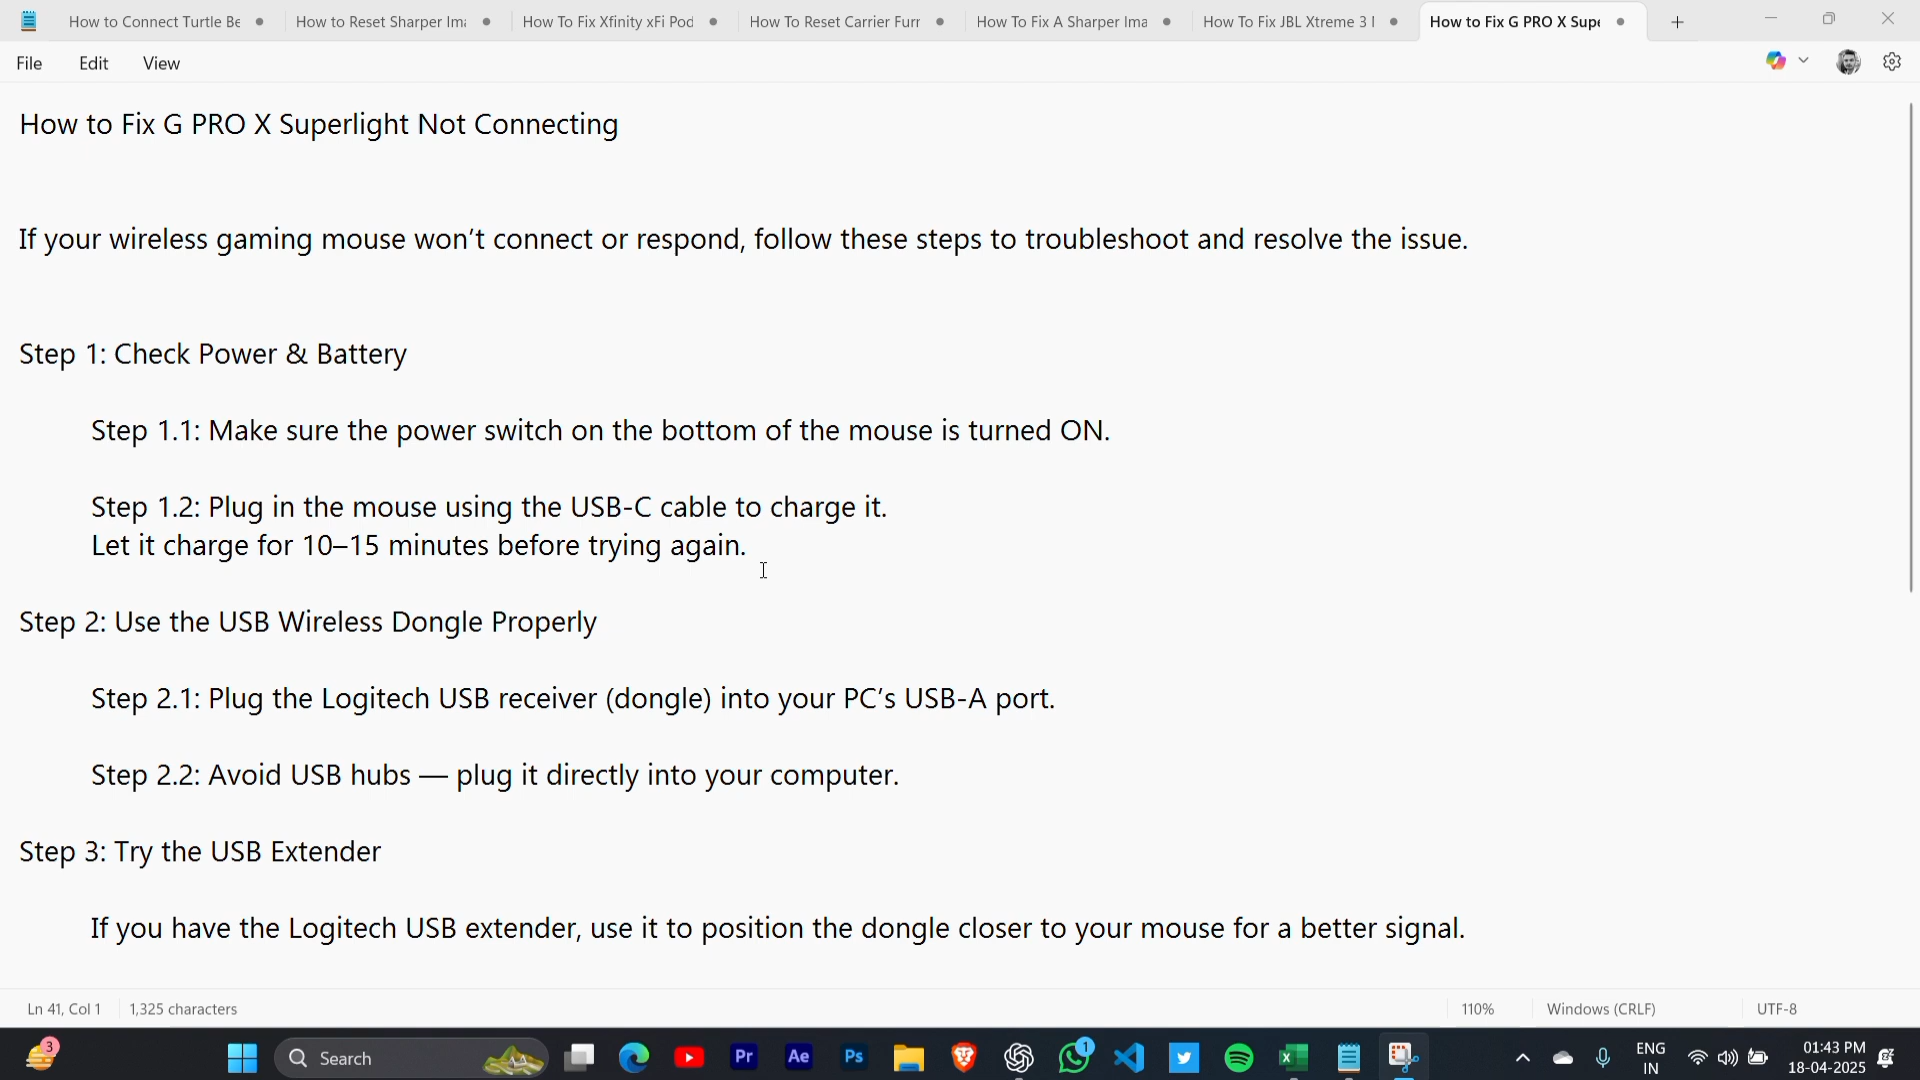 How to Connect Turtle Be
How to Reset Sharper Ima
How To Fix Xfinity xFi Pod
How To Reset Carrier Furr
How To Fix A Sharper Ima
How To Fix JBL Xtreme 3 I
How to Fix G PRO X Supe
File Edit View
How to Fix G PRO X Superlight Not Connecting
If your wireless gaming mouse won’t connect or respond, follow these steps to troubleshoot and resolve the issue.
Step 1: Check Power & Battery
Step 1.1: Make sure the power switch on the bottom of the mouse is turned ON.
Step 1.2: Plug in the mouse using the USB-C cable to charge it.
Let it charge for 10–15 minutes before trying again.
Step 2: Use the USB Wireless Dongle Properly
Step 2.1: Plug the Logitech USB receiver (dongle) into your PC’s USB-A port.
Step 2.2: Avoid USB hubs — plug it directly into your computer.
Step 3: Try the USB Extender
If you have the Logitech USB extender, use it to position the dongle closer to your mouse for a better signal.
Ln 41, Col 1 1,325 characters 110% Windows (CRLF) UTF-8
3
Search
Pr
Ae
Ps
1
ENG
IN
01:43 PM
18-04-2025